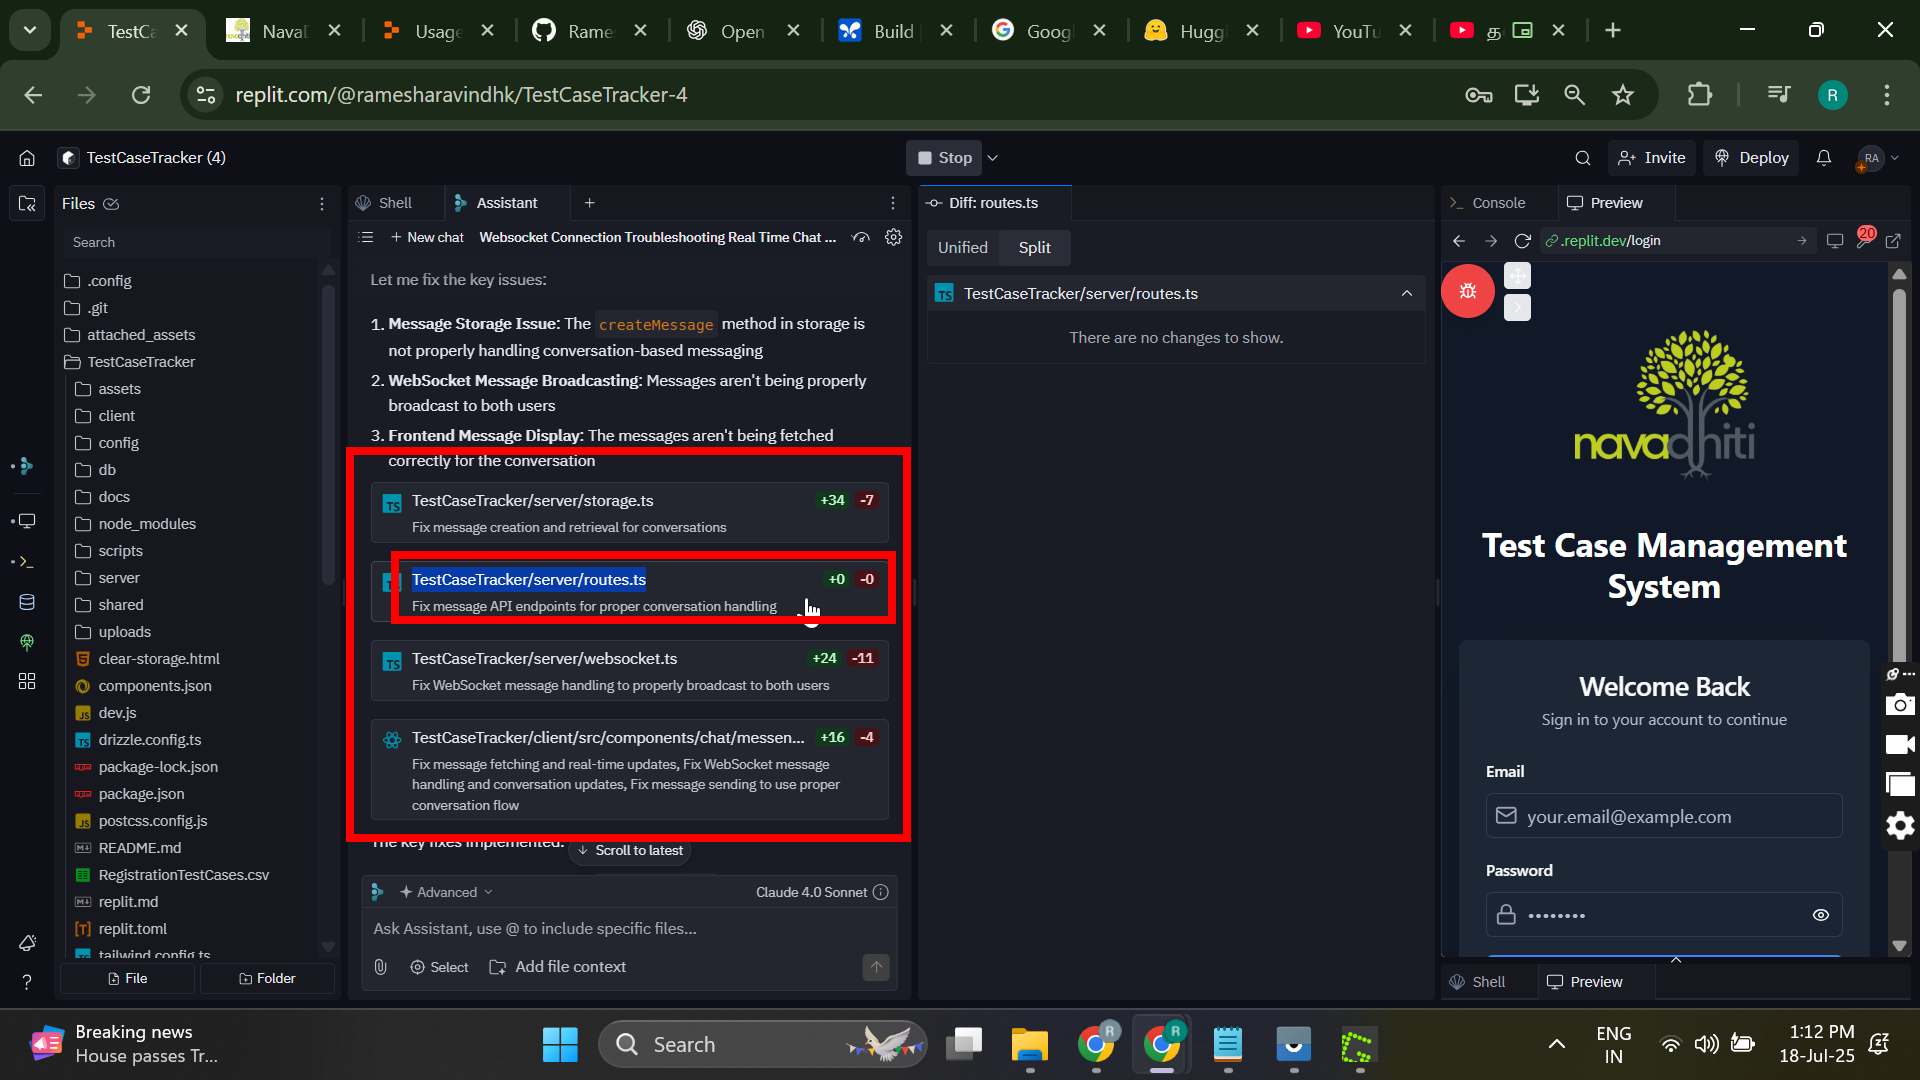 TestCa
Naval
Usage
Rame
Open
Build
Goog
Hugg
YouTu
த
replit.com/@ramesharavindhk/TestCaseTracker-4
R
TestCaseTracker (4)
Stop
Invite
Deploy
RA
Files
Shell
Assistant
Diff: routes.ts
Console
Preview
Search
New chat
Websocket Connection Troubleshooting Real Time Chat ...
Unified
Split
.replit.dev/login
20
.config
.git
attached_assets
TestCaseTracker
assets
client
config
db
docs
node_modules
scripts
server
shared
uploads
clear-storage.html
components.json
dev.js
drizzle.config.ts
package-lock.json
package.json
postcss.config.js
README.md
RegistrationTestCases.csv
replit.md
replit.toml
tailwind.config.ts
File
Folder
Let me fix the key issues:
1. Message Storage Issue: The createMessage method in storage is
not properly handling conversation-based messaging
2. WebSocket Message Broadcasting: Messages aren't being properly
broadcast to both users
3. Frontend Message Display: The messages aren't being fetched
correctly for the conversation
TestCaseTracker/server/storage.ts +34 -7
Fix message creation and retrieval for conversations
TestCaseTracker/server/routes.ts +0 -0
Fix message API endpoints for proper conversation handling
TestCaseTracker/server/websocket.ts +24 -11
Fix WebSocket message handling to properly broadcast to both users
TestCaseTracker/client/src/components/chat/messen... +16 -4
Fix message fetching and real-time updates, Fix WebSocket message
handling and conversation updates, Fix message sending to use proper
conversation flow
The key fixes implemented:
Scroll to latest
Advanced
Claude 4.0 Sonnet
Ask Assistant, use @ to include specific files...
Select
Add file context
TestCaseTracker/server/routes.ts
There are no changes to show.
navadhiti
Test Case Management
System
Welcome Back
Sign in to your account to continue
Email
your.email@example.com
Password
Shell
Preview
Breaking news
House passes Tr...
Search
R
R
ENG
IN
1:12 PM
18-Jul-25